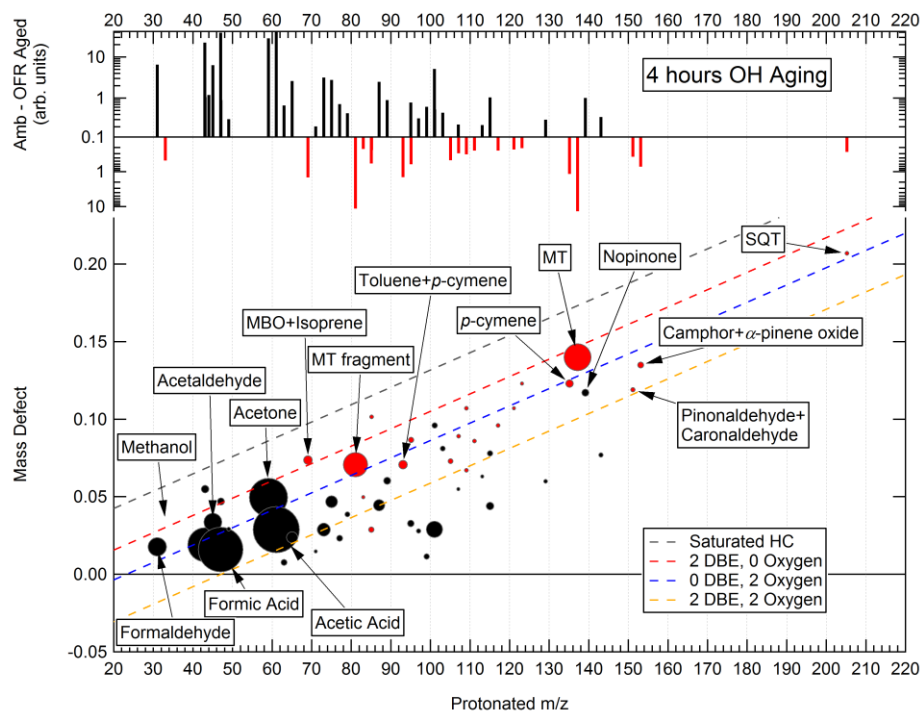 20 30 40 50 60 70 80 90 100 110 120 130 140 150 160 170 180 190 200 210 220
Amb - OFR Aged
(arb. units)
10
1
0.1
1
10
4 hours OH Aging
Mass Defect
0.20
0.15
0.10
0.05
0.00
-0.05
SQT
MT
Nopinone
Toluene+p-cymene
MBO+Isoprene
p-cymene
Camphor+α-pinene oxide
MT fragment
Acetaldehyde
Acetone
Pinonaldehyde+
Caronaldehyde
Methanol
Saturated HC
2 DBE, 0 Oxygen
0 DBE, 2 Oxygen
2 DBE, 2 Oxygen
Formic Acid
Acetic Acid
Formaldehyde
20 30 40 50 60 70 80 90 100 110 120 130 140 150 160 170 180 190 200 210 220
Protonated m/z